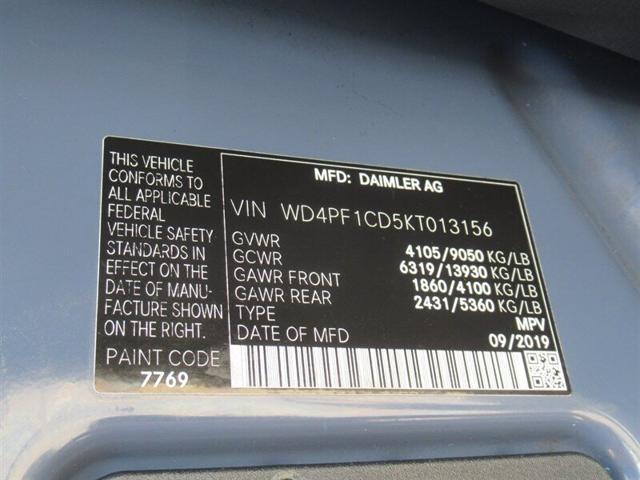 THIS VEHICLE
CONFORMS TO
ALL APPLICABLE
FEDERAL
VEHICLE SAFETY
STANDARDS IN
EFFECT ON THE
DATE OF MANU-
FACTURE SHOWN
ON THE RIGHT.
PAINT CODE
7769
MFD: DAIMLER AG
VIN WD4PF1CD5KT013156
GVWR 4105/9050 KG/LB
GCWR 6319/13930 KG/LB
GAWR FRONT 1860/4100 KG/LB
GAWR REAR 2431/5360 KG/LB
TYPE MPV
DATE OF MFD 09/2019